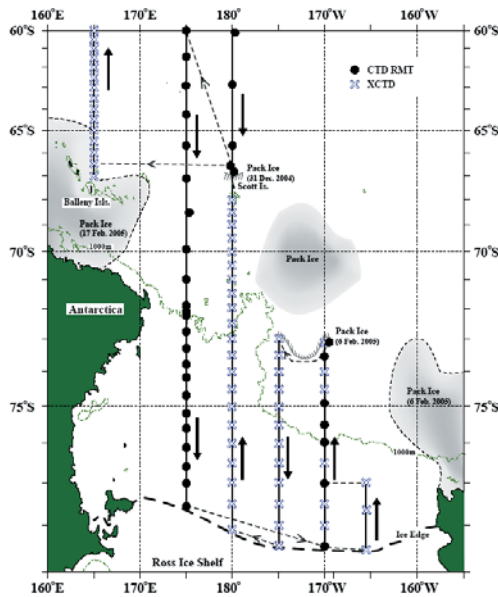 160°E 170°E 180° 170°W 160°W
60°S 60°S
CTD RMT
XCTD
65°S 65°S
Pack Ice
(31 Dec. 2004)
Scott Is.
Balleny Isls.
Pack Ice
(17 Feb. 2005)
1000m
70°S 70°S
Pack Ice
Antarctica
Pack Ice
(6 Feb. 2005)
Pack Ice
(6 Feb. 2005)
75°S 75°S
1000m
Ice Edge
Ross Ice Shelf
160°E 170°E 180° 170°W 160°W